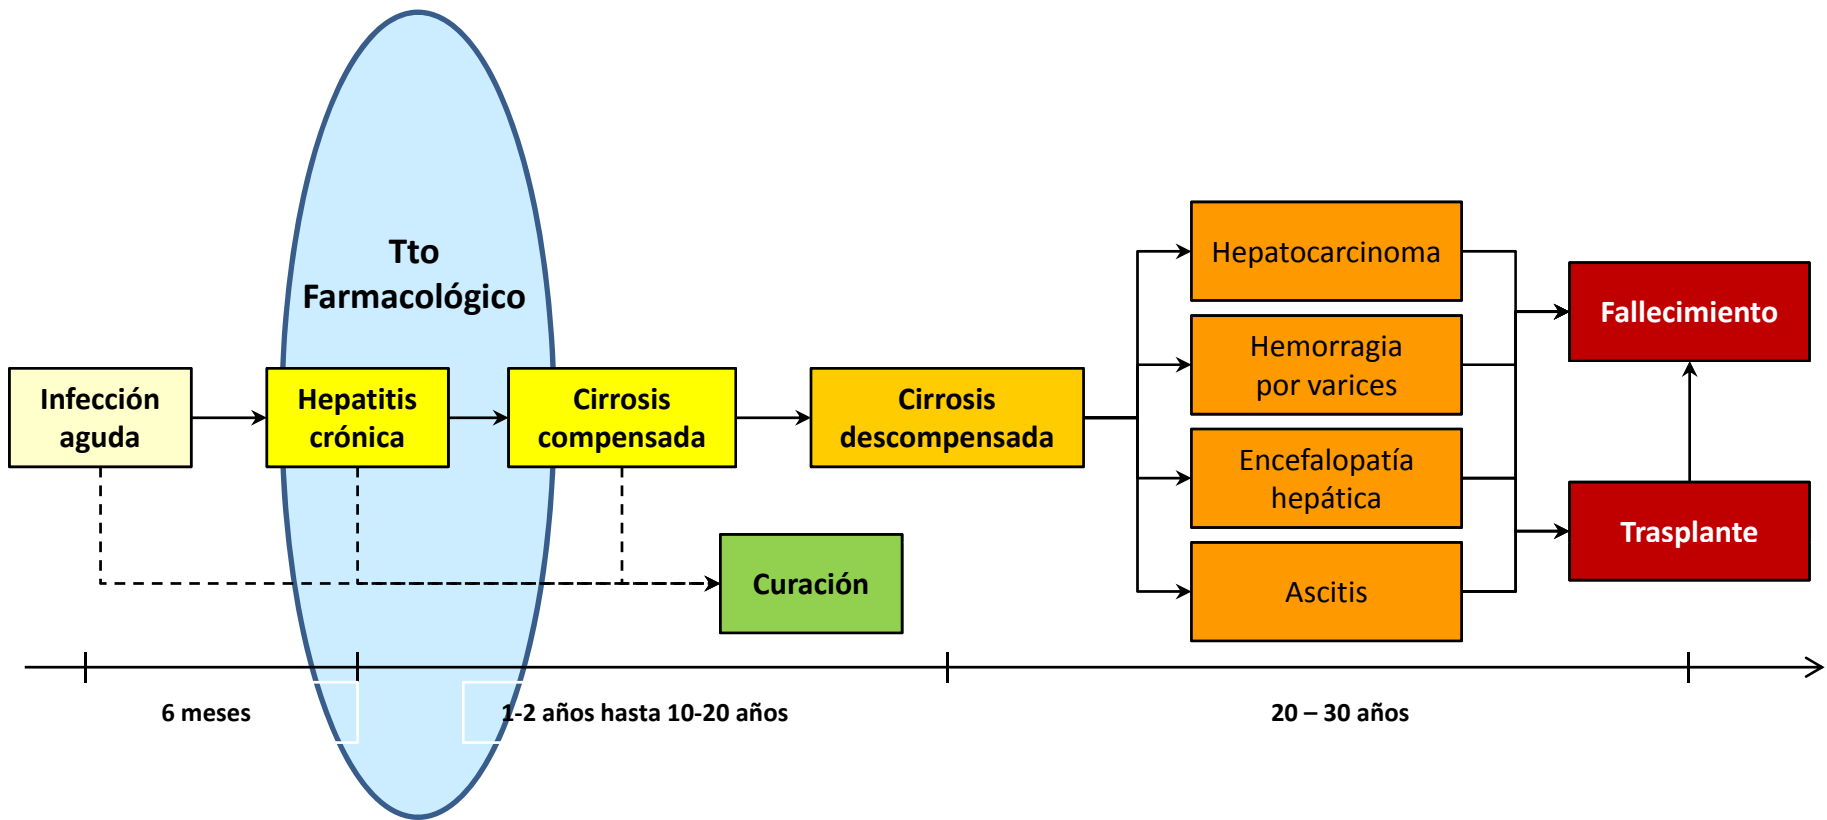 Tto
Farmacológico
Infección
aguda
Hepatitis
crónica
Cirrosis
compensada
Cirrosis
descompensada
Hepatocarcinoma
Hemorragia
por varices
Encefalopatía
hepática
Ascitis
Fallecimiento
Trasplante
Curación
6 meses
1-2 años hasta 10-20 años
20 – 30 años